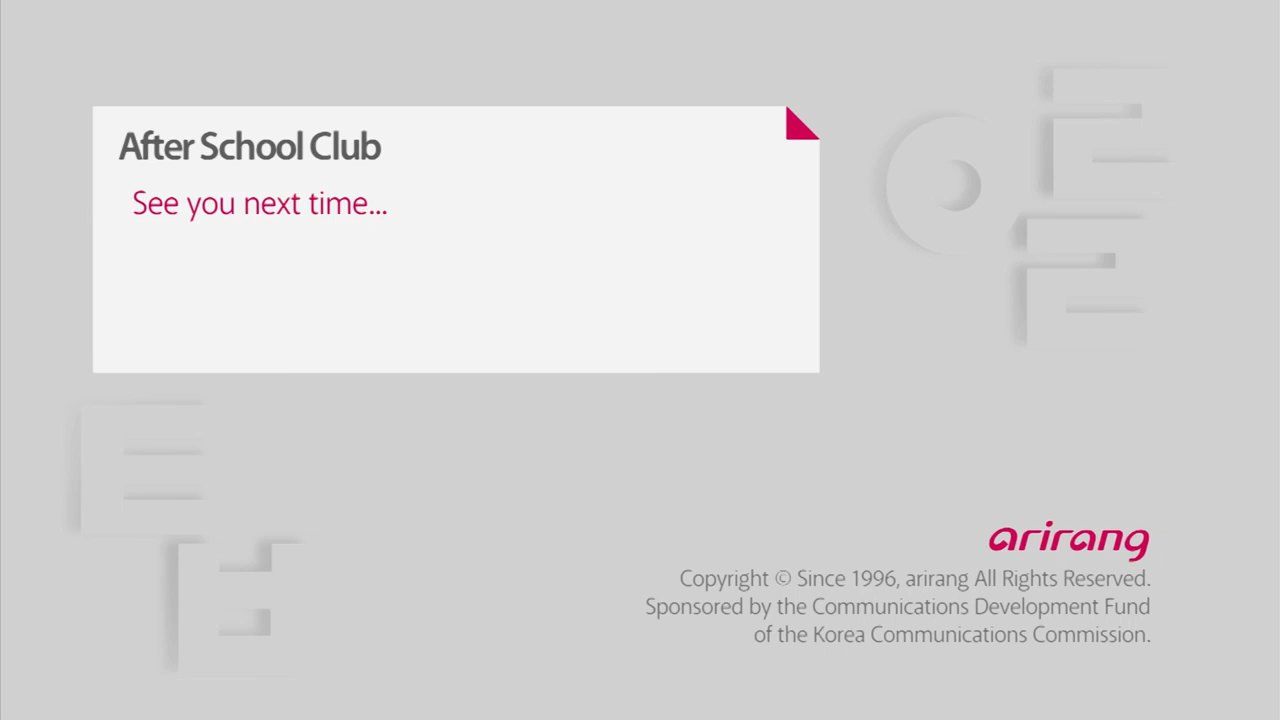 After School Club
See you next time...
arirang
Copyright © Since 1996, arirang All Rights Reserved.
Sponsored by the Communications Development Fund
of the Korea Communications Commission.